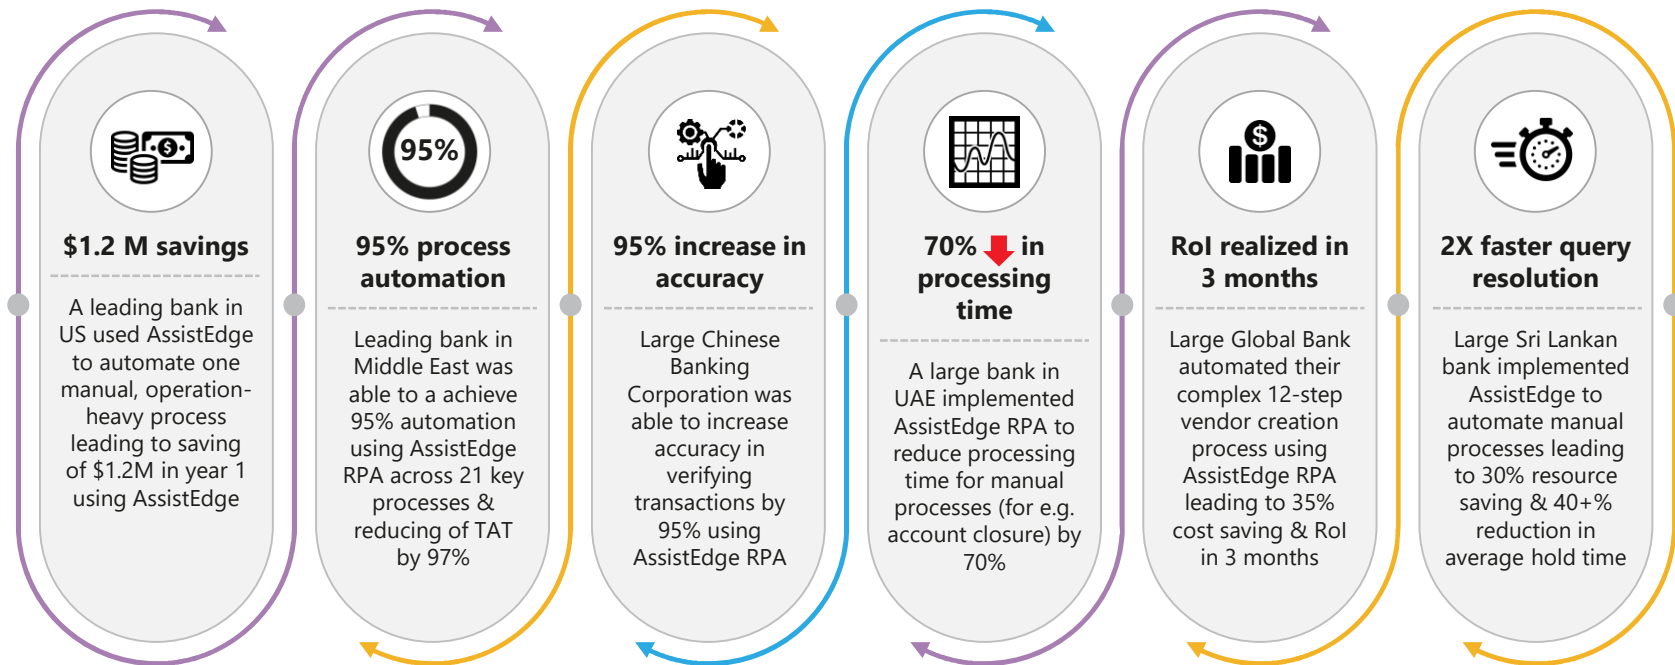 $1.2 M savings
A leading bank in
US used AssistEdge
to automate one
manual, operation-
heavy process
leading to saving
of $1.2M in year 1
using AssistEdge
95%
95% process
automation
Leading bank in
Middle East was
able to a achieve
95% automation
using AssistEdge
RPA across 21 key
processes &
reducing of TAT
by 97%
95% increase in
accuracy
Large Chinese
Banking
Corporation was
able to increase
accuracy in
verifying
transactions by
95% using
AssistEdge RPA
70% in
processing
time
A large bank in
UAE implemented
AssistEdge RPA to
reduce processing
time for manual
processes (for e.g.
account closure) by
70%
$
RoI realized in
3 months
Large Global Bank
automated their
complex 12-step
vendor creation
process using
AssistEdge RPA
leading to 35%
cost saving & RoI
in 3 months
2X faster query
resolution
Large Sri Lankan
bank implemented
AssistEdge to
automate manual
processes leading
to 30% resource
saving & 40+%
reduction in
average hold time